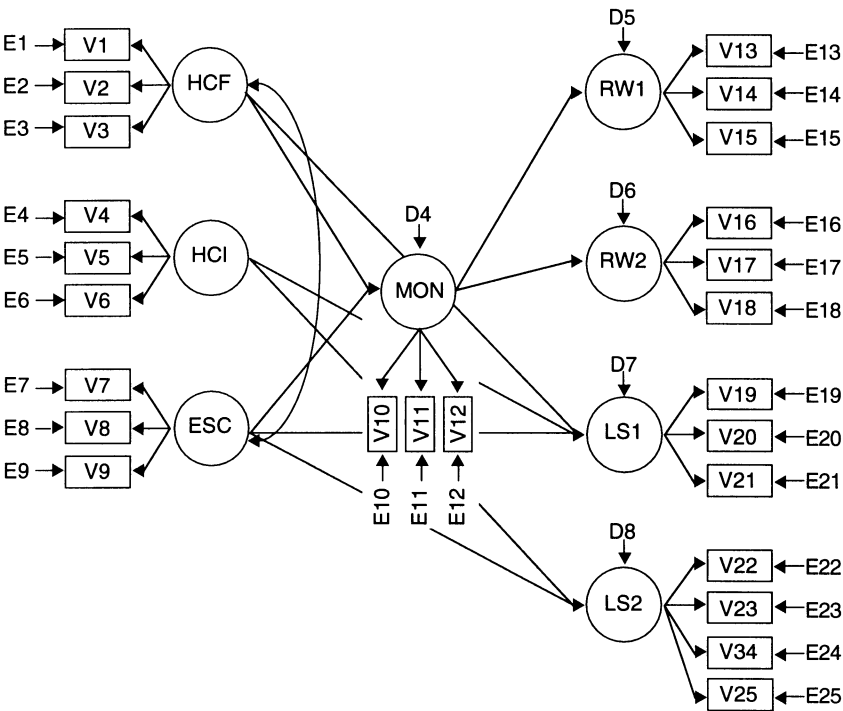 E1 V1
E2 V2
E3 V3
HCF
E4 V4
E5 V5
E6 V6
HCI
E7 V7
E8 V8
E9 V9
ESC
D4
MON
V10 V11 V12
E10 E11 E12
D5
RW1
V13 E13
V14 E14
V15 E15
D6
RW2
V16 E16
V17 E17
V18 E18
D7
LS1
V19 E19
V20 E20
V21 E21
D8
LS2
V22 E22
V23 E23
V34 E24
V25 E25